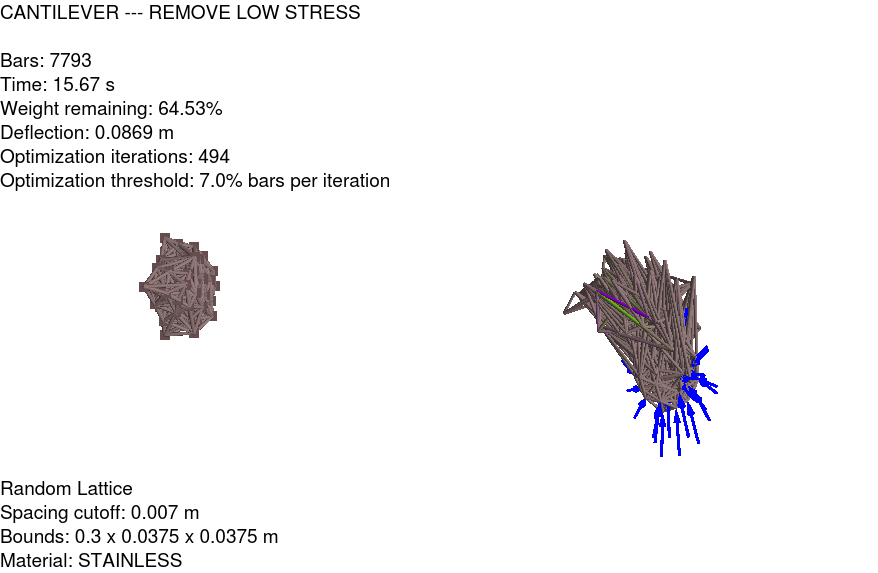 CANTILEVER --- REMOVE LOW STRESS
Bars: 7793
Time: 15.67 s
Weight remaining: 64.53%
Deflection: 0.0869 m
Optimization iterations: 494
Optimization threshold: 7.0% bars per iteration
Random Lattice
Spacing cutoff: 0.007 m
Bounds: 0.3 x 0.0375 x 0.0375 m
Material: STAINLESS